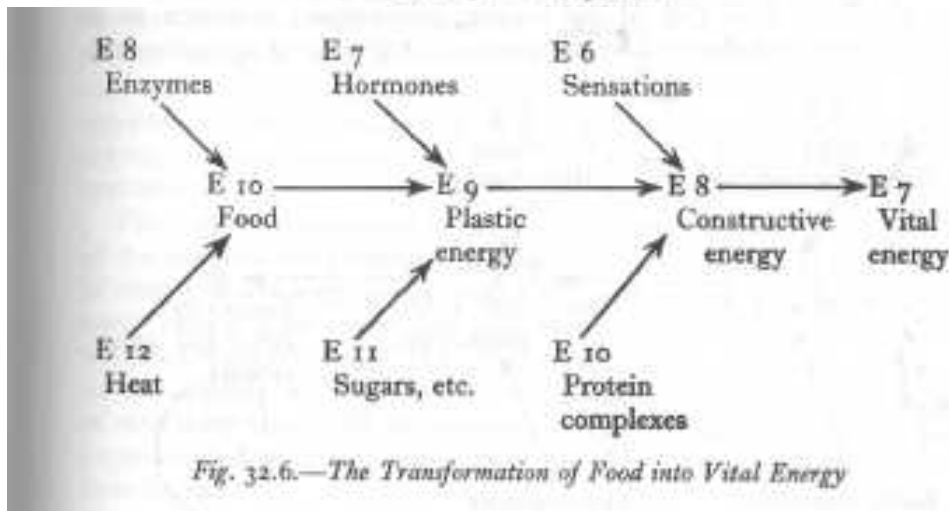 E 8 E 7 E 6
Enzymes Hormones Sensations
E 10 E 9 E 8 E 7
Food Plastic Constructive Vital
energy energy energy
E 12 E 11 E 10
Heat Sugars, etc. Protein
complexes
Fig. 32.6.—The Transformation of Food into Vital Energy